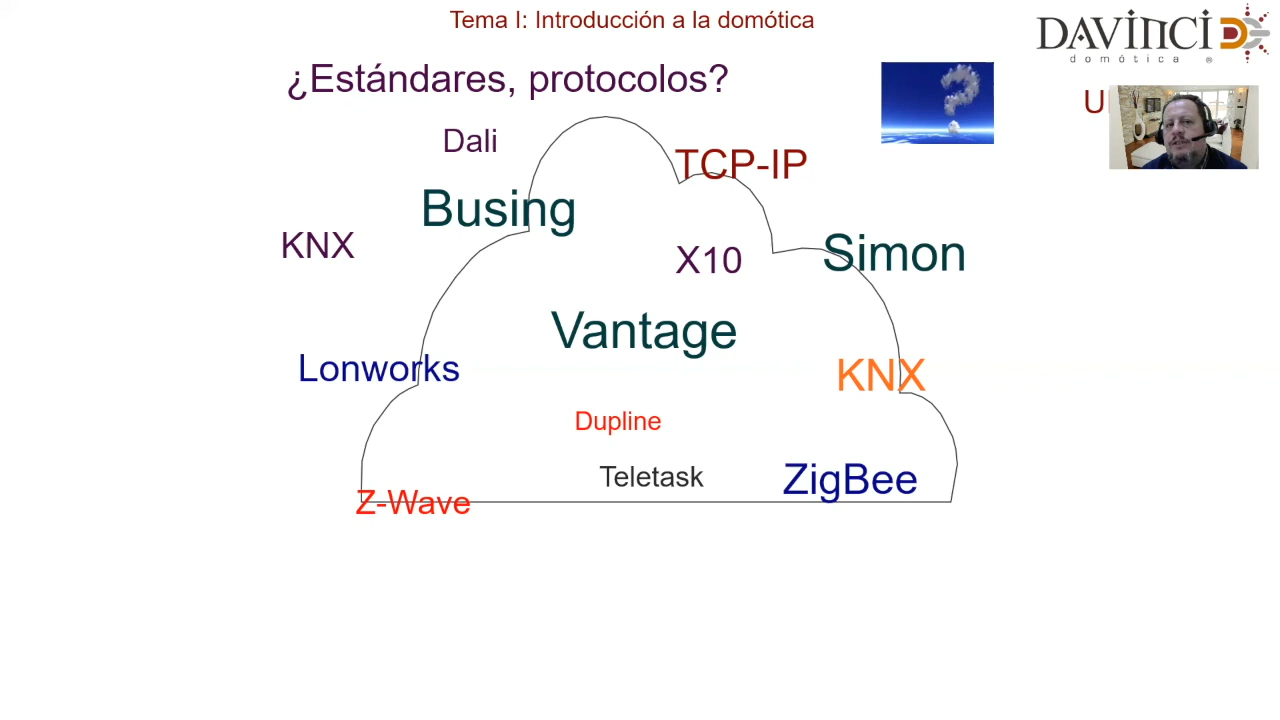 Tema I: Introducción a la domótica
DAVINCI
domótica ®
¿Estándares, protocolos?
Dali
TCP-IP
Busing
KNX
X10
Simon
Vantage
Lonworks
KNX
Dupline
Teletask
ZigBee
Z-Wave